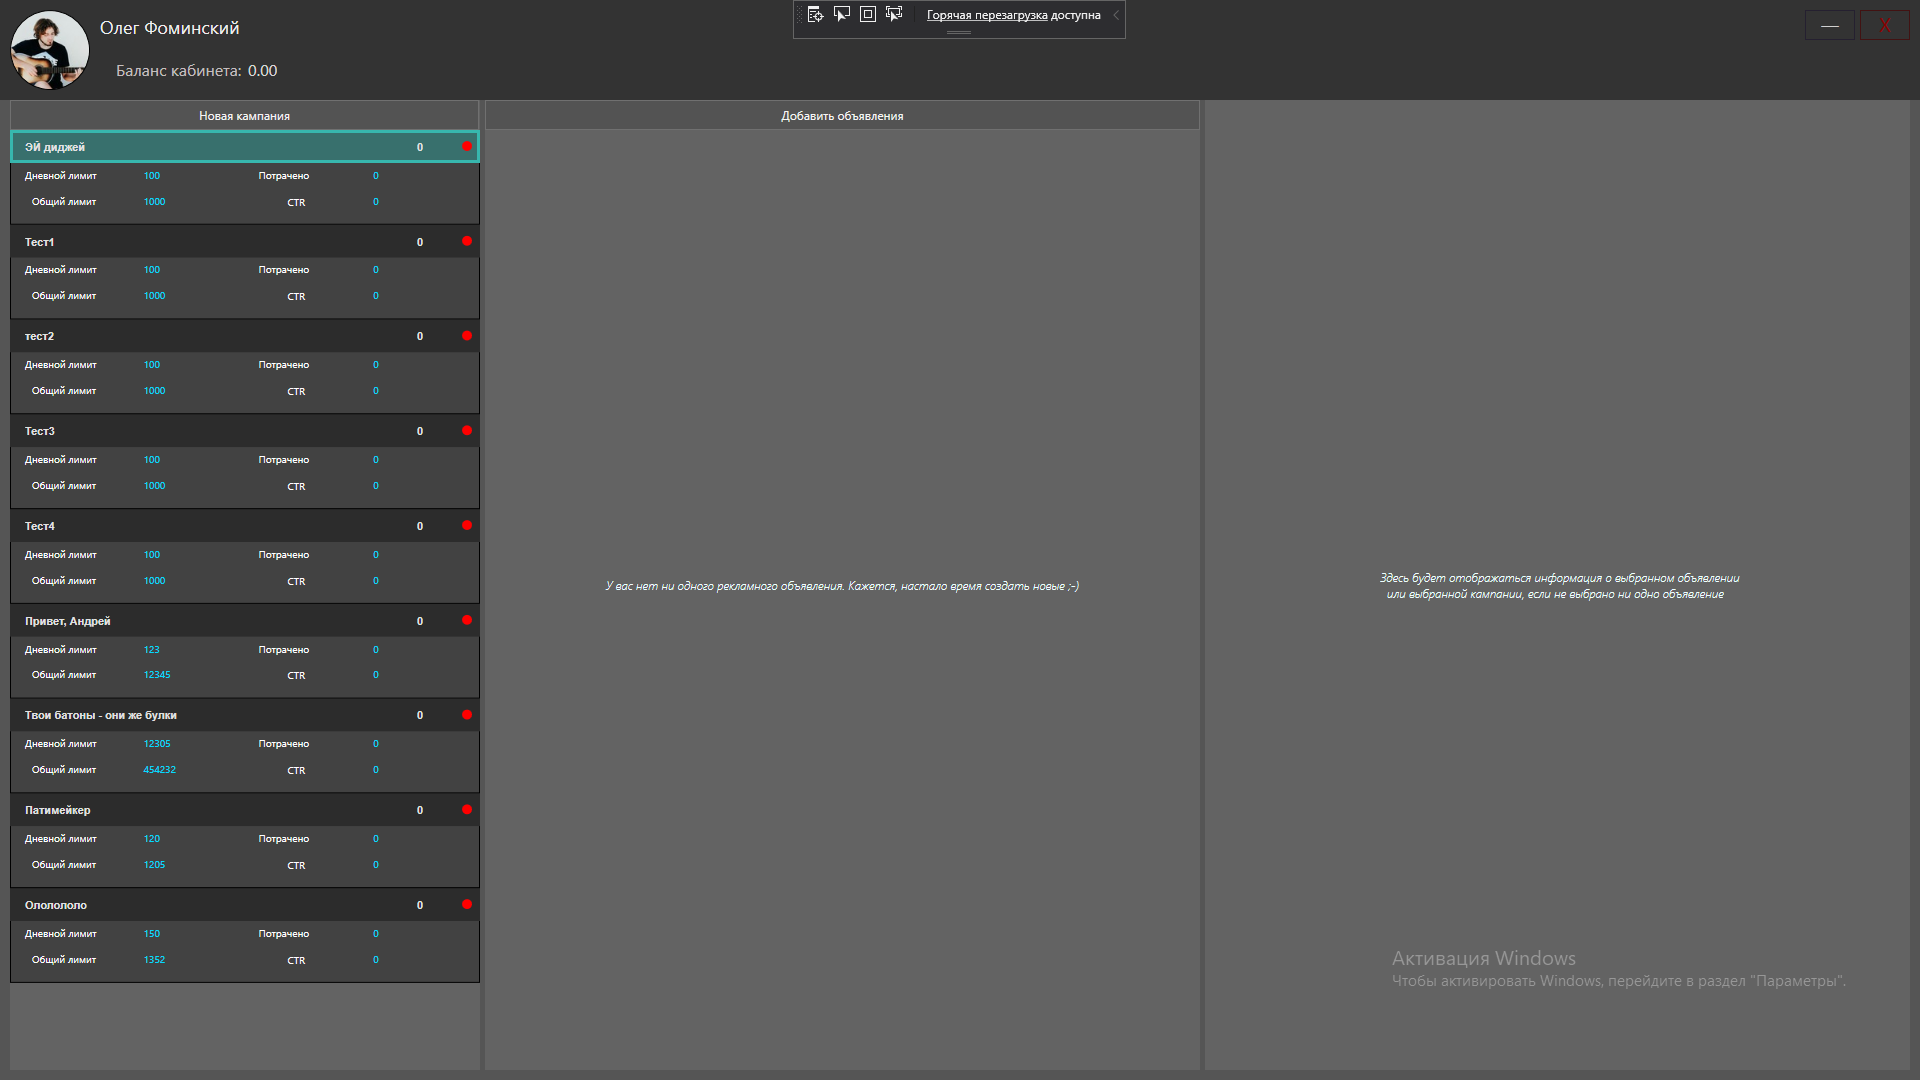 Олег Фоминский
Баланс кабинета: 0.00
Горячая перезагрузка доступна
— X
Новая кампания
ЭЙ диджей 0
Дневной лимит 100 Потрачено 0
Общий лимит 1000 CTR 0
Тест1 0
Дневной лимит 100 Потрачено 0
Общий лимит 1000 CTR 0
тест2 0
Дневной лимит 100 Потрачено 0
Общий лимит 1000 CTR 0
Тест3 0
Дневной лимит 100 Потрачено 0
Общий лимит 1000 CTR 0
Тест4 0
Дневной лимит 100 Потрачено 0
Общий лимит 1000 CTR 0
Привет, Андрей 0
Дневной лимит 123 Потрачено 0
Общий лимит 12345 CTR 0
Твои батоны - они же булки 0
Дневной лимит 12305 Потрачено 0
Общий лимит 454232 CTR 0
Патимейкер 0
Дневной лимит 120 Потрачено 0
Общий лимит 1205 CTR 0
Ололололо 0
Дневной лимит 150 Потрачено 0
Общий лимит 1352 CTR 0
Добавить объявления
У вас нет ни одного рекламного объявления. Кажется, настало время создать новые ;-)
Здесь будет отображаться информация о выбранном объявлении
или выбранной кампании, если не выбрано ни одно объявление
Активация Windows
Чтобы активировать Windows, перейдите в раздел "Параметры".